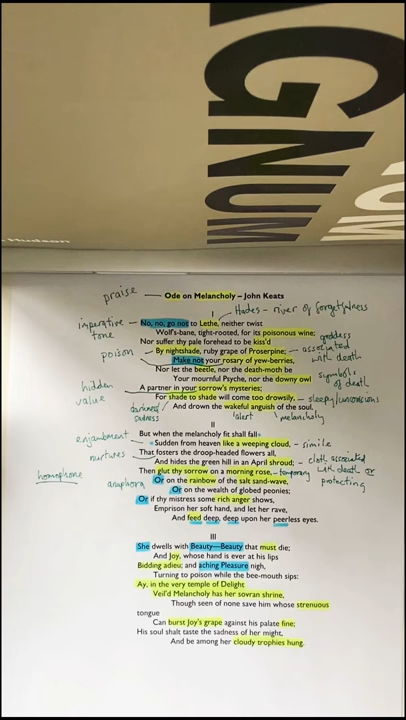 GNUM
UM
Hudson
praise
Ode on Melancholy – John Keats
Hades - river of forgetfulness
I
imperative tone
No, no, go not to Lethe, neither twist
Wolf's-bane, tight-rooted, for its poisonous wine;
Nor suffer thy pale forehead to be kiss'd
goddess associated with death
poison
By nightshade, ruby grape of Proserpine;
Make not your rosary of yew-berries,
Nor let the beetle, nor the death-moth be
symbols of death
Your mournful Psyche, nor the downy owl
hidden value
A partner in your sorrow's mysteries;
For shade to shade will come too drowsily,
sleepy/unconscious
darkness/sadness
And drown the wakeful anguish of the soul.
alert
melancholy
II
But when the melancholy fit shall fall
enjambment
Sudden from heaven like a weeping cloud,
simile
nurtures
That fosters the droop-headed flowers all,
And hides the green hill in an April shroud;
cloth associated with death or protecting
homophone
Then glut thy sorrow on a morning rose,
temporary
anaphora
Or on the rainbow of the salt sand-wave,
Or on the wealth of global peonies;
Or if thy mistress some rich anger shows,
Emprison her soft hand, and let her rave,
And feed deep, deep upon her peerless eyes.
III
She dwells with Beauty—Beauty that must die;
And Joy, whose hand is ever at his lips
Bidding adieu; and aching Pleasure nigh,
Turning to poison while the bee-mouth sips:
Ay, in the very temple of Delight
Veil'd Melancholy has her sovran shrine,
Though seen of none save him whose strenuous
tongue
Can burst Joy's grape against his palate fine;
His soul shalt taste the sadness of her might,
And be among her cloudy trophies hung.